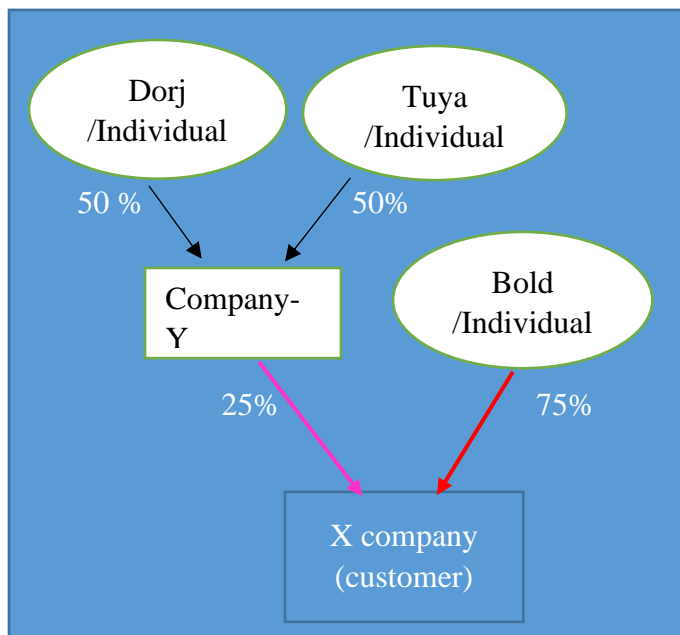 Dorj
/Individual
Tuya
/Individual
50 %
50%
Company-
Y
Bold
/Individual
25%
75%
X company
(customer)